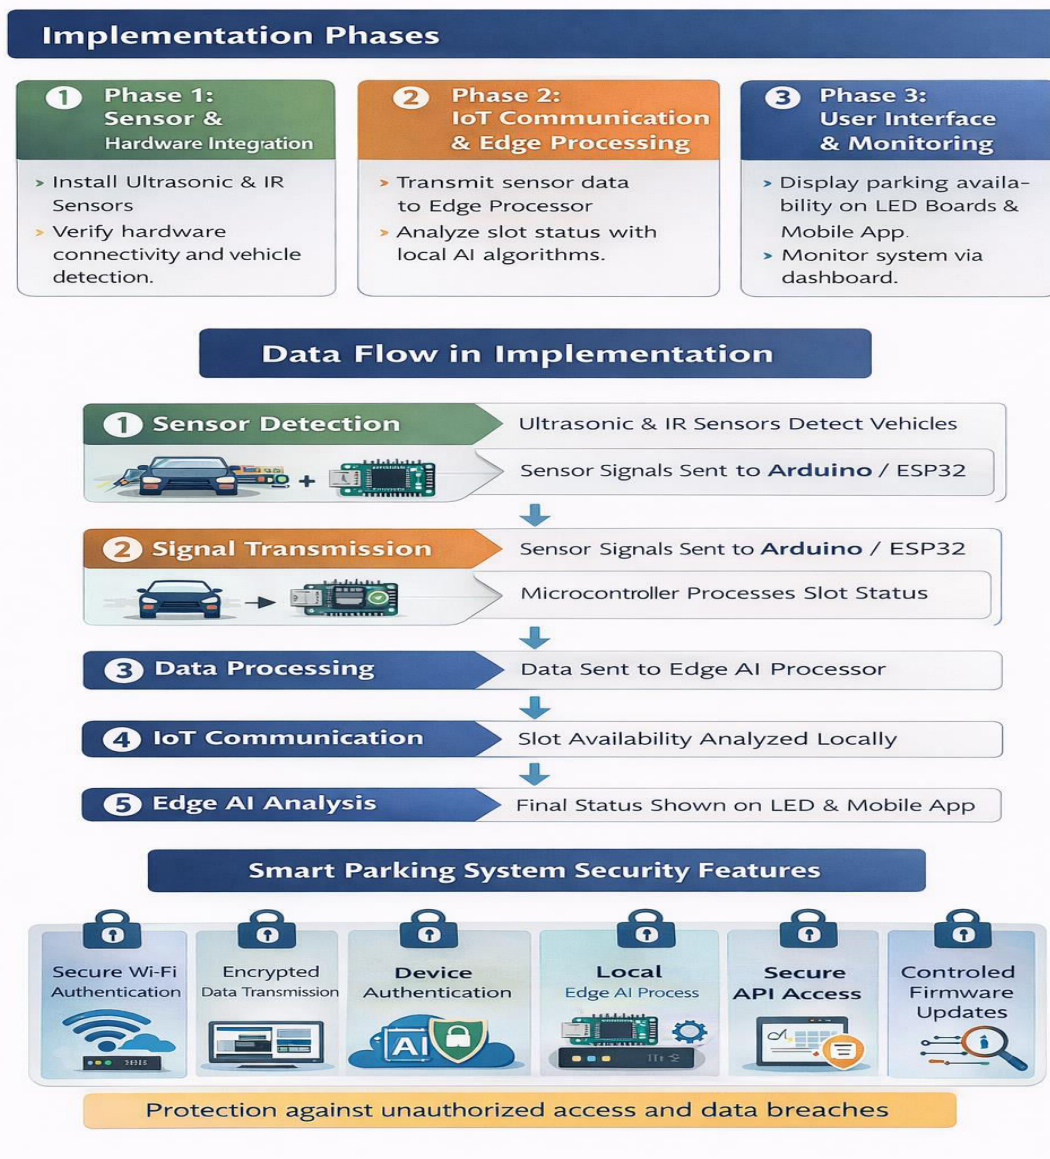 Implementation Phases
1 Phase 1:
Sensor &
Hardware Integration
> Install Ultrasonic & IR
Sensors
> Verify hardware
connectivity and vehicle
detection.
2 Phase 2:
IoT Communication
& Edge Processing
> Transmit sensor data
to Edge Processor
> Analyze slot status with
local AI algorithms.
3 Phase 3:
User Interface
& Monitoring
> Display parking availa-
bility on LED Boards &
Mobile App.
> Monitor system via
dashboard.
Data Flow in Implementation
1 Sensor Detection
Ultrasonic & IR Sensors Detect Vehicles
+
Sensor Signals Sent to Arduino / ESP32
2 Signal Transmission
Sensor Signals Sent to Arduino / ESP32
Microcontroller Processes Slot Status
3 Data Processing
Data Sent to Edge AI Processor
4 IoT Communication
Slot Availability Analyzed Locally
5 Edge AI Analysis
Final Status Shown on LED & Mobile App
Smart Parking System Security Features
Secure Wi-Fi
Authentication
Encrypted
Data Transmission
Device
Authentication
AI
Local
Edge AI Process
Secure
API Access
Controled
Firmware
Updates
Protection against unauthorized access and data breaches